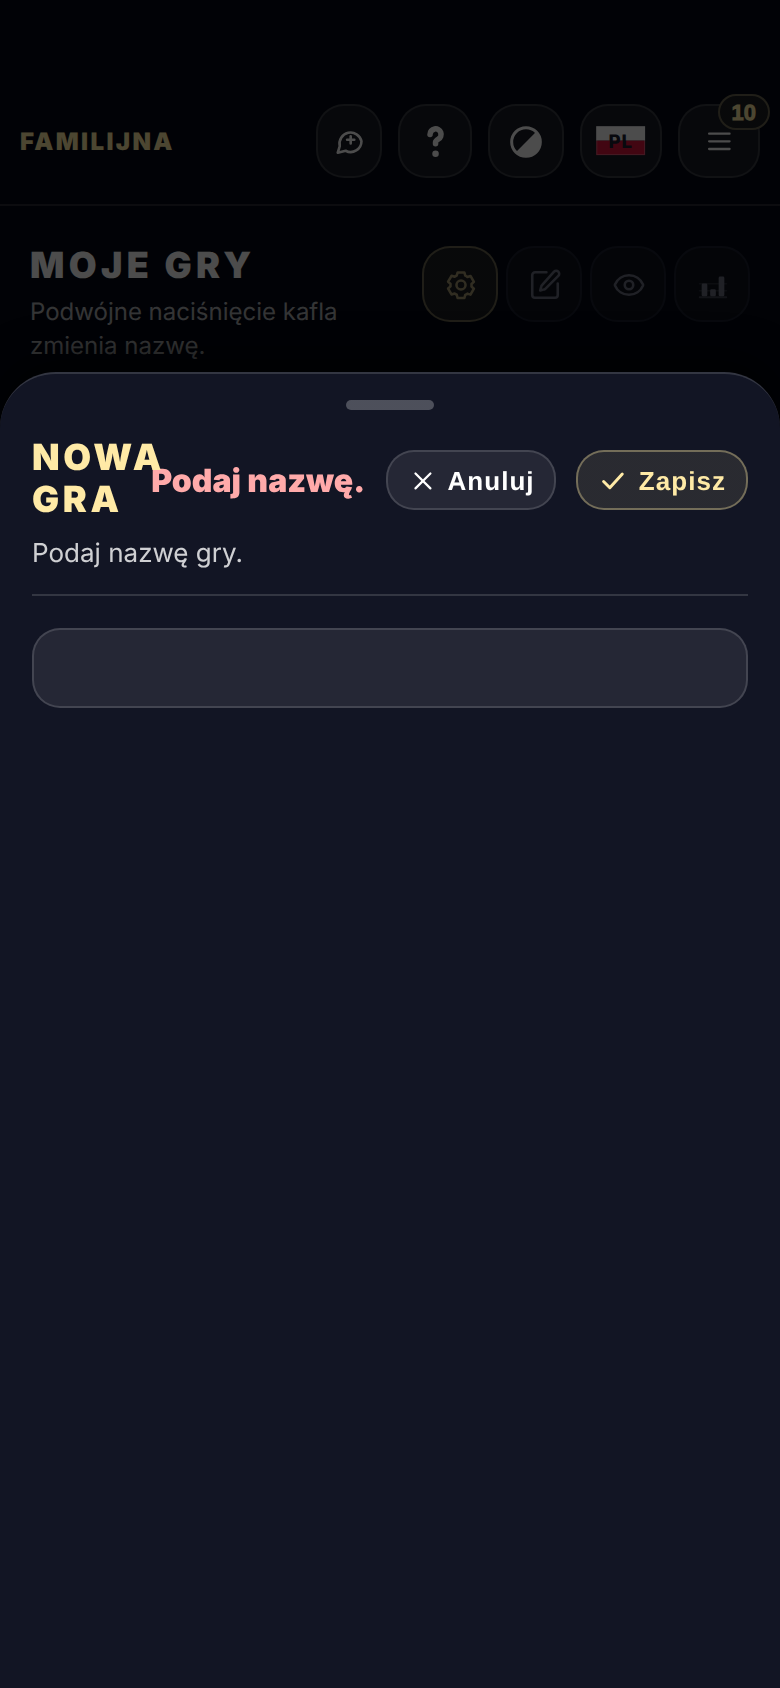 FAMILIJNA
?
PL
10
MOJE GRY
Podwójne naciśnięcie kafla
zmienia nazwę.
NOWA
GRA
Podaj nazwę.
Anuluj
Zapisz
Podaj nazwę gry.